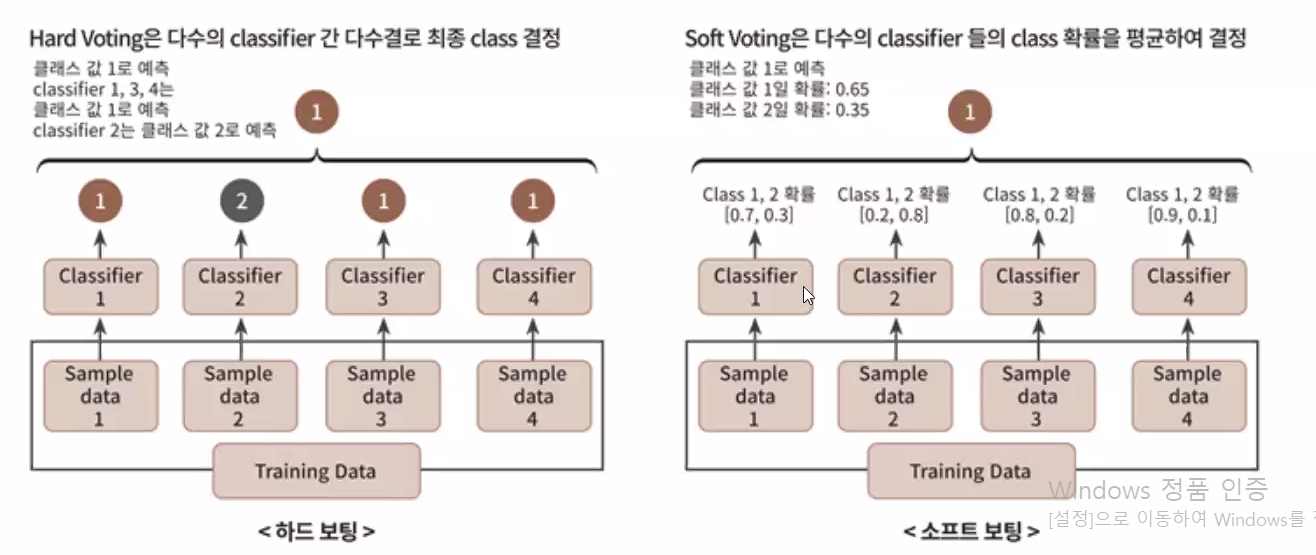 Hard Voting은 다수의 classifier 간 다수결로 최종 class 결정
클래스 값 1로 예측
classifier 1, 3, 4는
클래스 값 1로 예측
classifier 2는 클래스 값 2로 예측
1
1
2
1
1
Classifier
1
Classifier
2
Classifier
3
Classifier
4
Sample
data
1
Sample
data
2
Sample
data
3
Sample
data
4
Training Data
< 하드 보팅 >
Soft Voting은 다수의 classifier 들의 class 확률을 평균하여 결정
클래스 값 1로 예측
클래스 값 1일 확률: 0.65
클래스 값 2일 확률: 0.35
1
Class 1, 2 확률
[0.7, 0.3]
Class 1, 2 확률
[0.2, 0.8]
Class 1, 2 확률
[0.8, 0.2]
Class 1, 2 확률
[0.9, 0.1]
Classifier
1
Classifier
2
Classifier
3
Classifier
4
Sample
data
1
Sample
data
2
Sample
data
3
Sample
data
4
Training Data
< 소프트 보팅 >
Windows 정품 인증
[설정]으로 이동하여 Windows를